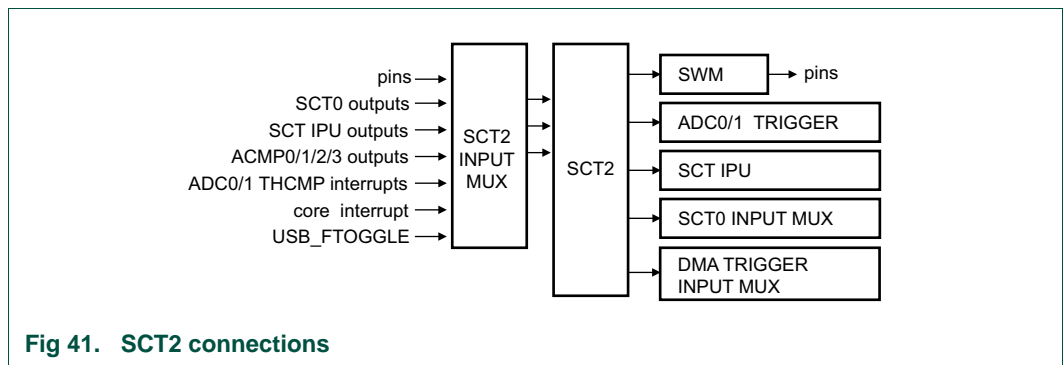 pins
SCT0 outputs
SCT IPU outputs
ACMP0/1/2/3 outputs
ADC0/1 THCMP interrupts
core interrupt
USB_FTOGGLE
SCT2
INPUT
MUX
SCT2
SWM
pins
ADC0/1 TRIGGER
SCT IPU
SCT0 INPUT MUX
DMA TRIGGER
INPUT MUX
Fig 41. SCT2 connections